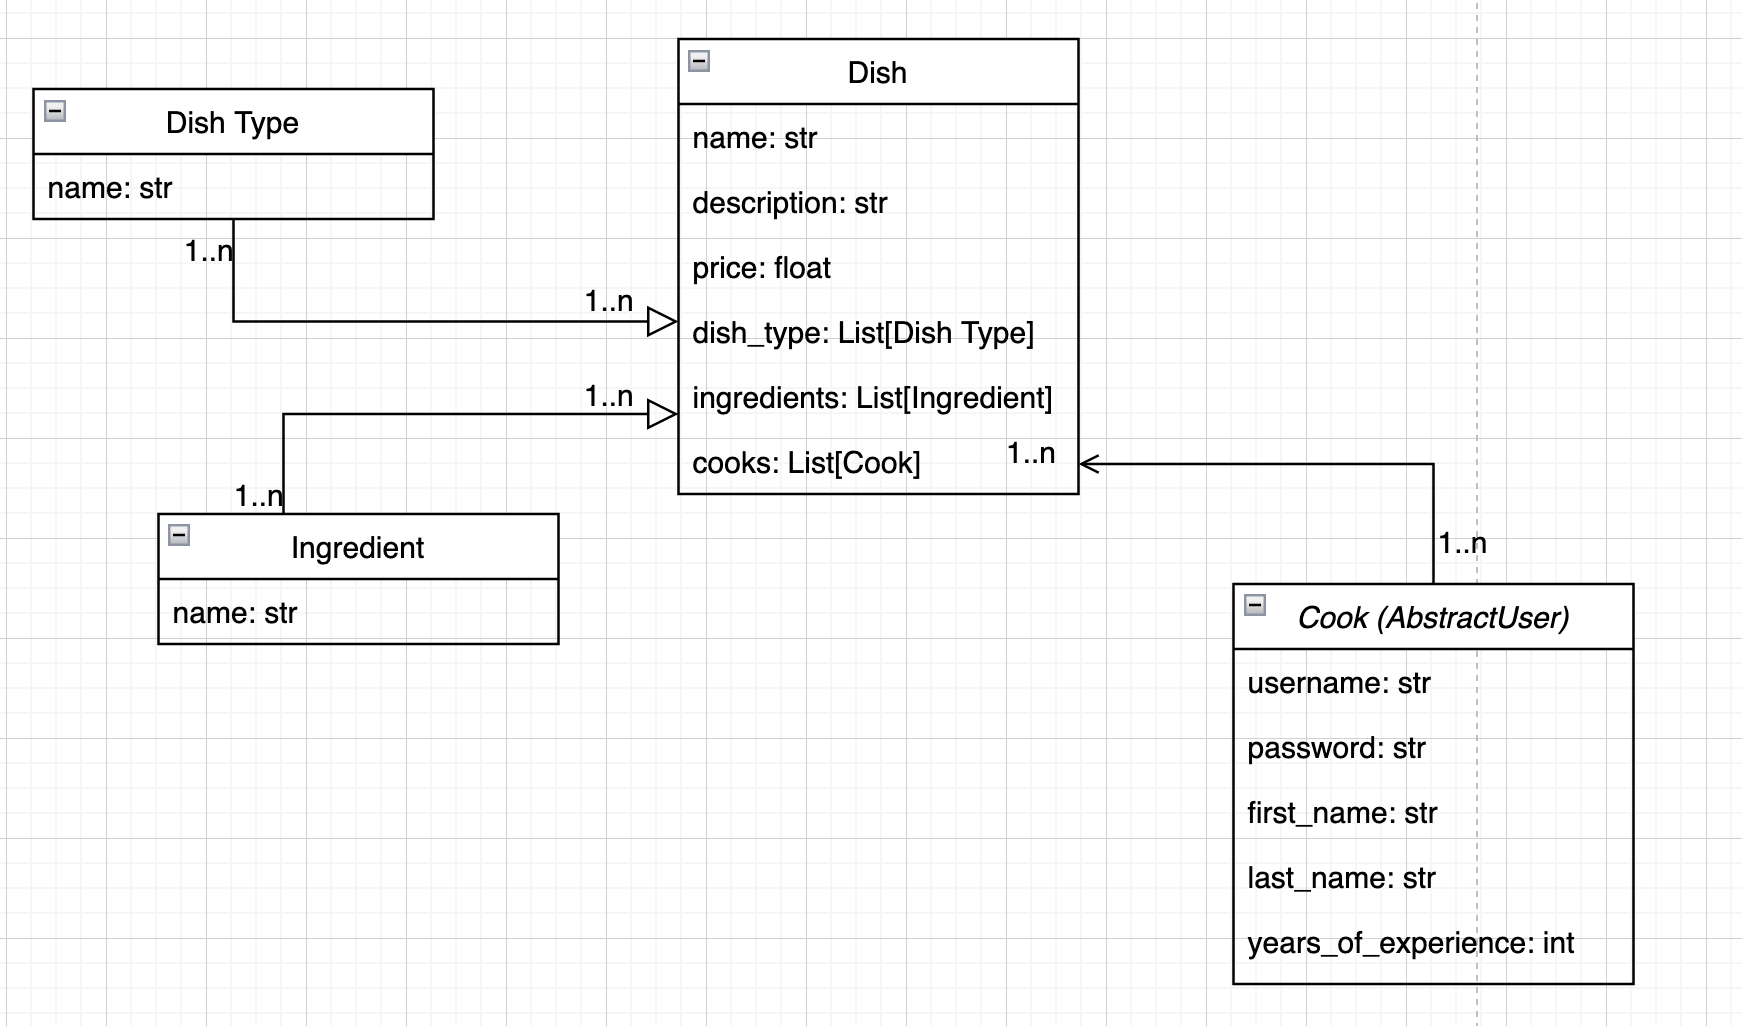 Dish Type
name: str
1..n
1..n
Dish
name: str
description: str
price: float
dish_type: List[Dish Type]
ingredients: List[Ingredient]
cooks: List[Cook]
1..n
1..n
1..n
Ingredient
name: str
1..n
Cook (AbstractUser)
username: str
password: str
first_name: str
last_name: str
years_of_experience: int